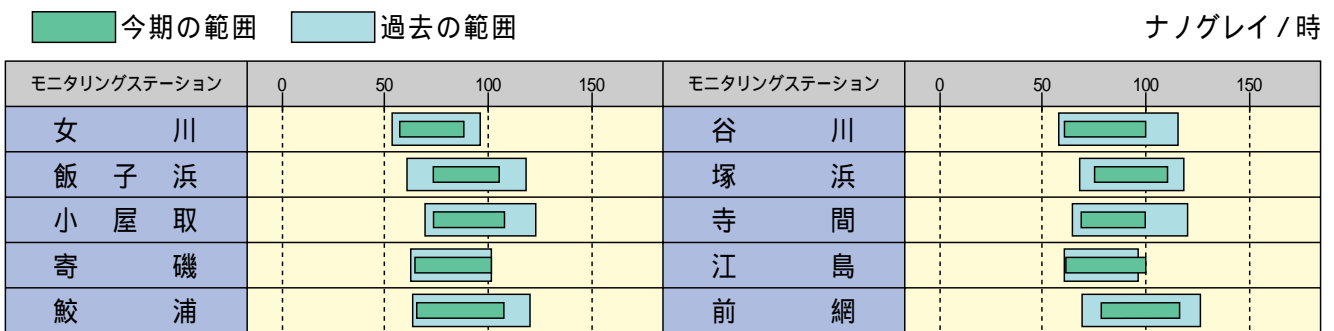 今期の範囲 過去の範囲 ナノグレイ / 時
モニタリングステーション 0 50 100 150 モニタリングステーション 0 50 100 150
女川 谷川
飯子浜 塚浜
小屋取 寺間
寄磯 江島
鮫浦 前網